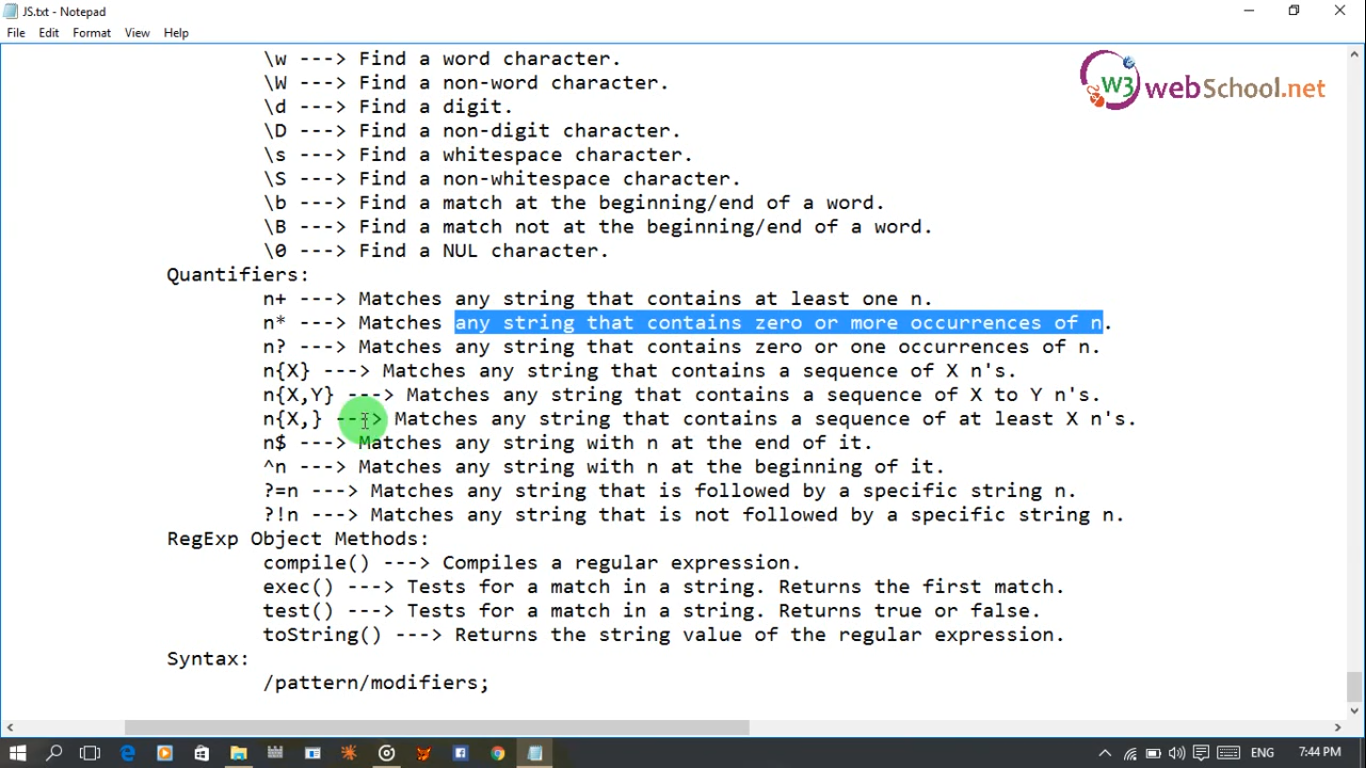 JS.txt - Notepad
File Edit Format View Help
\w ---> Find a word character.
\W ---> Find a non-word character.
\d ---> Find a digit.
\D ---> Find a non-digit character.
\s ---> Find a whitespace character.
\S ---> Find a non-whitespace character.
\b ---> Find a match at the beginning/end of a word.
\B ---> Find a match not at the beginning/end of a word.
\0 ---> Find a NUL character.
Quantifiers:
n+ ---> Matches any string that contains at least one n.
n* ---> Matches any string that contains zero or more occurrences of n.
n? ---> Matches any string that contains zero or one occurrences of n.
n{X} ---> Matches any string that contains a sequence of X n's.
n{X,Y} ---> Matches any string that contains a sequence of X to Y n's.
n{X,} ---> Matches any string that contains a sequence of at least X n's.
n$ ---> Matches any string with n at the end of it.
^n ---> Matches any string with n at the beginning of it.
?=n ---> Matches any string that is followed by a specific string n.
?!n ---> Matches any string that is not followed by a specific string n.
RegExp Object Methods:
compile() ---> Compiles a regular expression.
exec() ---> Tests for a match in a string. Returns the first match.
test() ---> Tests for a match in a string. Returns true or false.
toString() ---> Returns the string value of the regular expression.
Syntax:
/pattern/modifiers;
W3 webSchool.net
ENG 7:44 PM